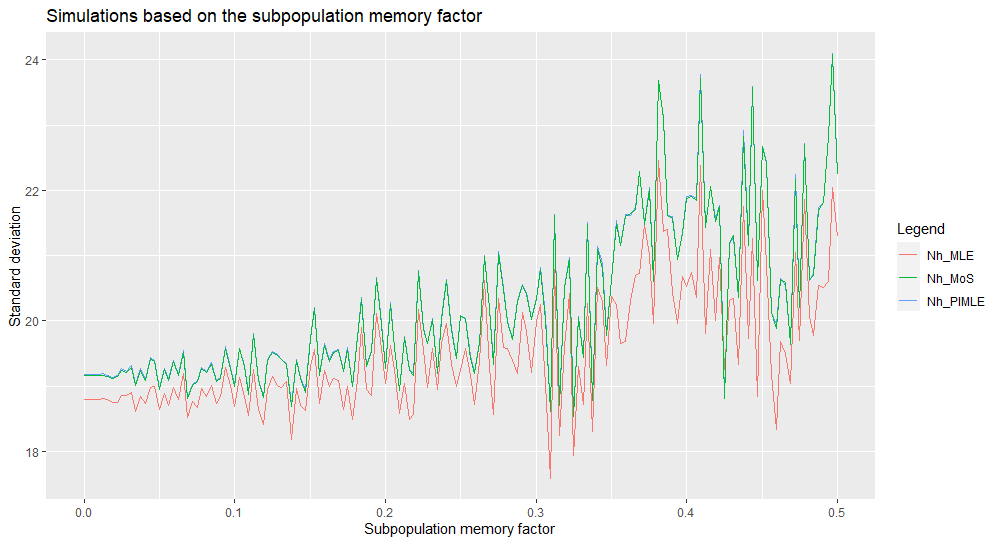 Simulations based on the subpopulation memory factor
24
22
20
18
Standard deviation
0.0
0.1
0.2
0.3
0.4
0.5
Subpopulation memory factor
Legend
Nh_MLE
Nh_MoS
Nh_PIMLE